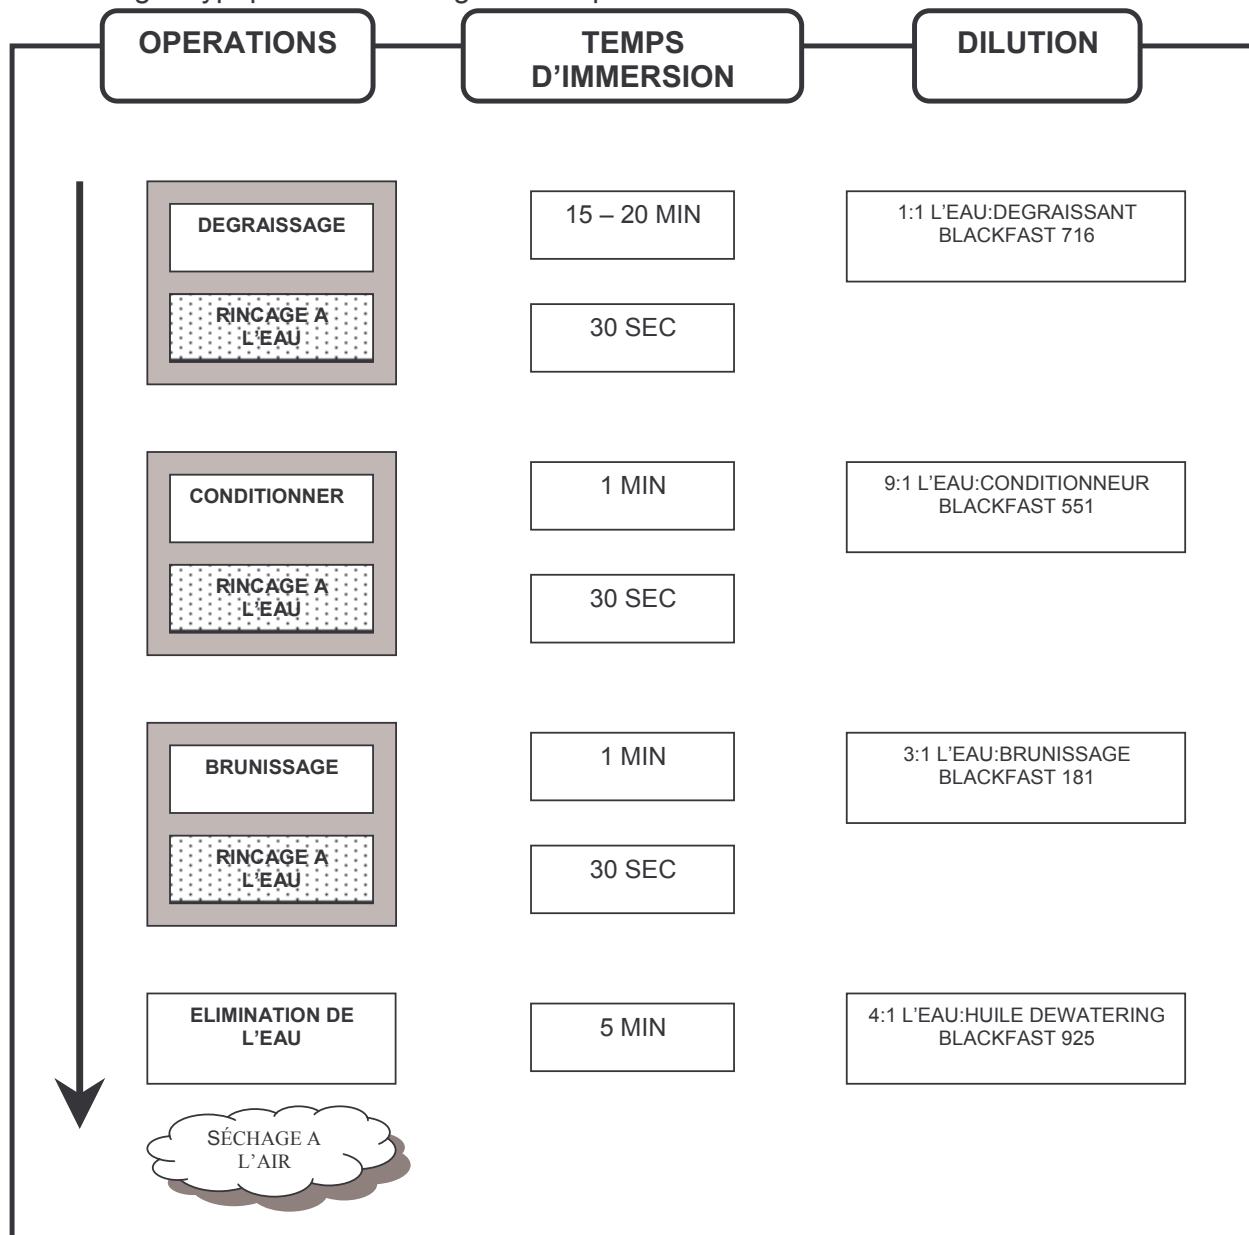 OPERATIONS
TEMPS
D’IMMERSION
DILUTION
DEGRAISSAGE
15 – 20 MIN
1:1 L’EAU:DEGRAISSANT
BLACKFAST 716
RINCAGE A
L’EAU
30 SEC
CONDITIONNER
1 MIN
9:1 L’EAU:CONDITIONNEUR
BLACKFAST 551
RINCAGE A
L’EAU
30 SEC
BRUNISSAGE
1 MIN
3:1 L’EAU:BRUNISSAGE
BLACKFAST 181
RINCAGE A
L’EAU
30 SEC
ELIMINATION DE
L’EAU
5 MIN
4:1 L’EAU:HUILE DEWATERING
BLACKFAST 925
SÉCHAGE A
L’AIR